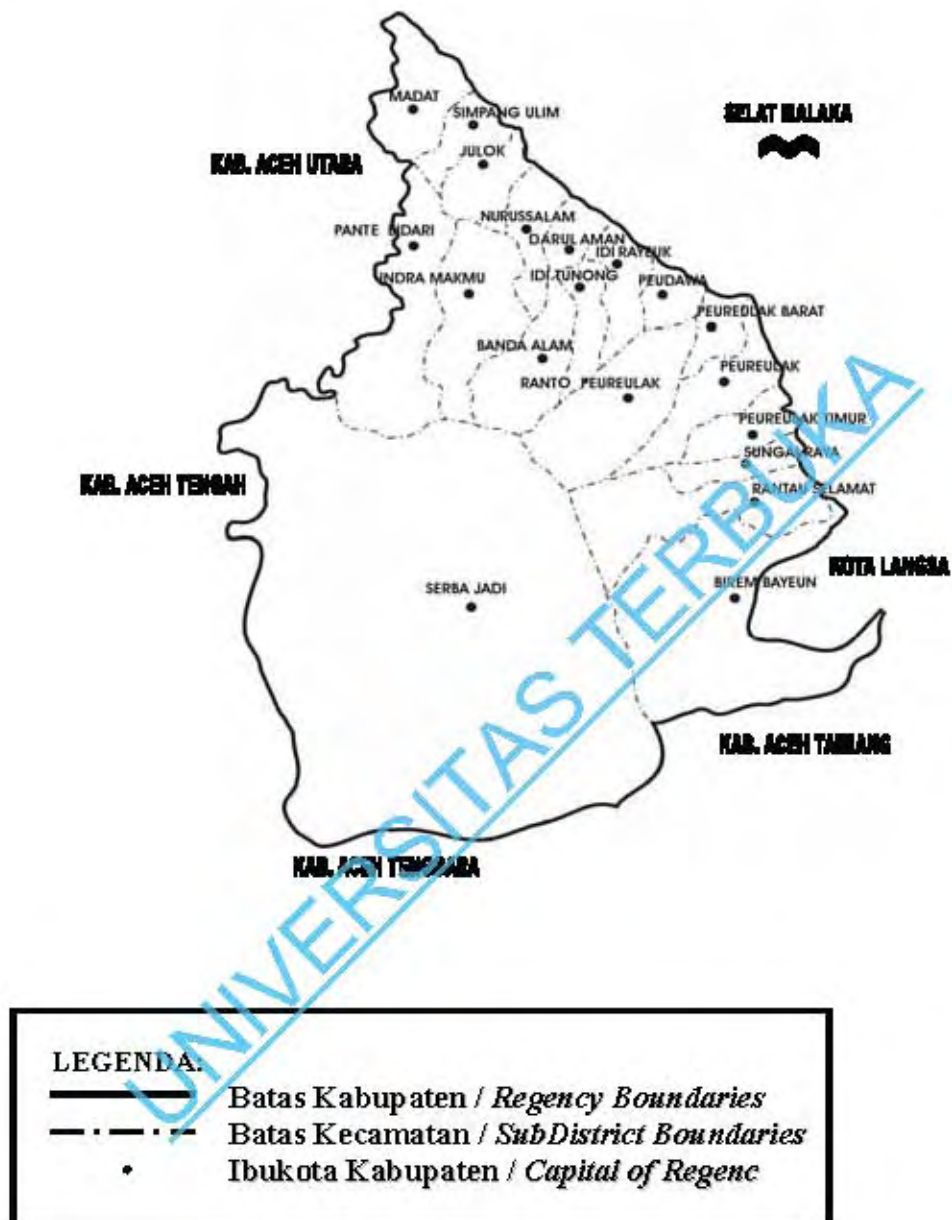 MADAT
SIMPANG ULIM
SELAT MALAKA
JULOK
KAB. ACEH UTARA
NURUSSALAM
PANTE BIDARI
DARUL AMAN
IDI RAYEUK
INDRA MAKMU
IDI TUNONG
PEUDAWA
PEUREULAK BARAT
BANDA ALAM
PEUREULAK
RANTO PEUREULAK
PEUREULAK TIMUR
SUNGAI RAYA
KAB. ACEH TENGAH
RANTAU SELAMAT
KOTA LANGSA
BIREM BAYEUN
SERBA JADI
KAB. ACEH TAMIANG
KAB. ACEH TENGGARA
UNIVERSITAS TERBUKA
LEGENDA:
Batas Kabupaten / Regency Boundaries
Batas Kecamatan / SubDistrict Boundaries
Ibukota Kabupaten / Capital of Regenc